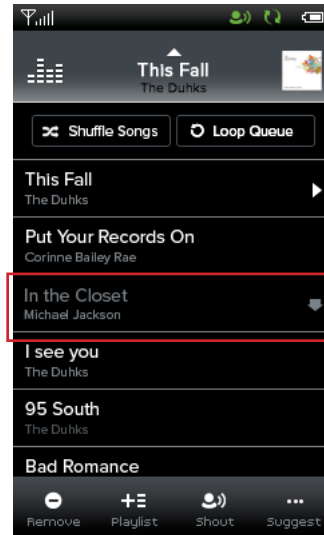 This Fall
The Duhks
Shuffle Songs
Loop Queue
This Fall
The Duhks
Put Your Records On
Corinne Bailey Rae
In the Closet
Michael Jackson
I see you
The Duhks
95 South
The Duhks
Bad Romance
Remove
Playlist
Shout
Suggest